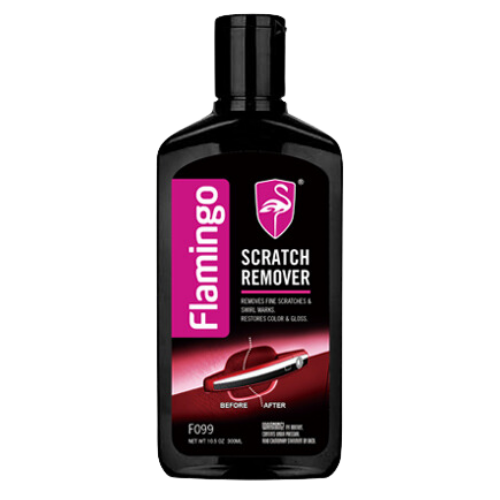 Flamingo
®
SCRATCH
REMOVER
REMOVES FINE SCRATCHES &
SWIRL MARKS.
RESTORES COLOR & GLOSS.
BEFORE
AFTER
F099
NET WT 10.5 OZ 300ML